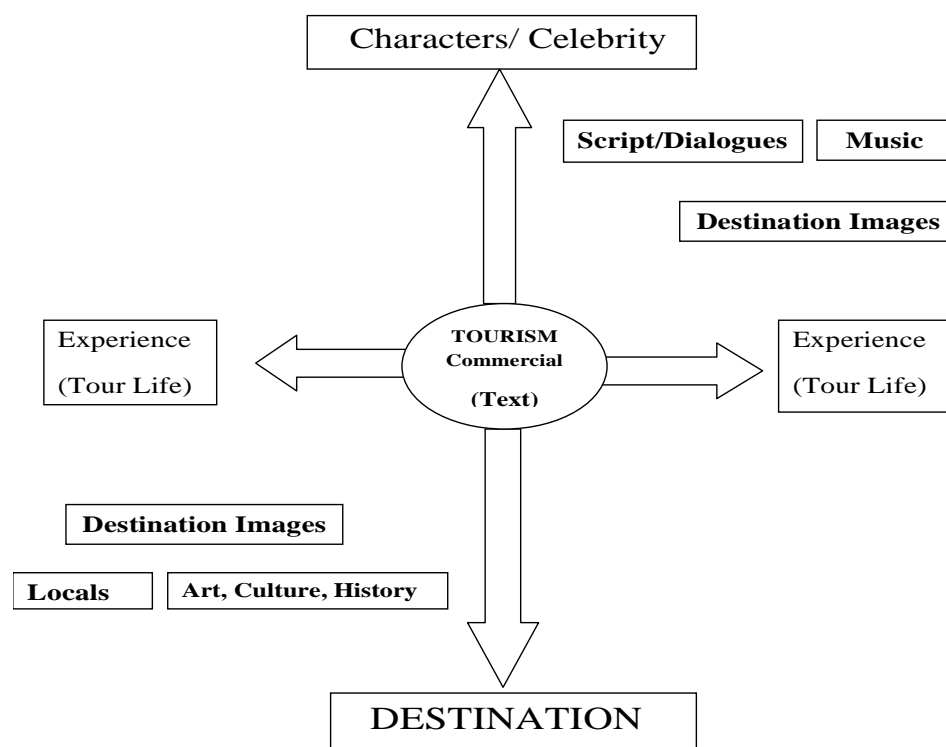 Characters/ Celebrity
Script/Dialogues
Music
Destination Images
Experience
(Tour Life)
TOURISM
Commercial
(Text)
Experience
(Tour Life)
Destination Images
Locals
Art, Culture, History
DESTINATION